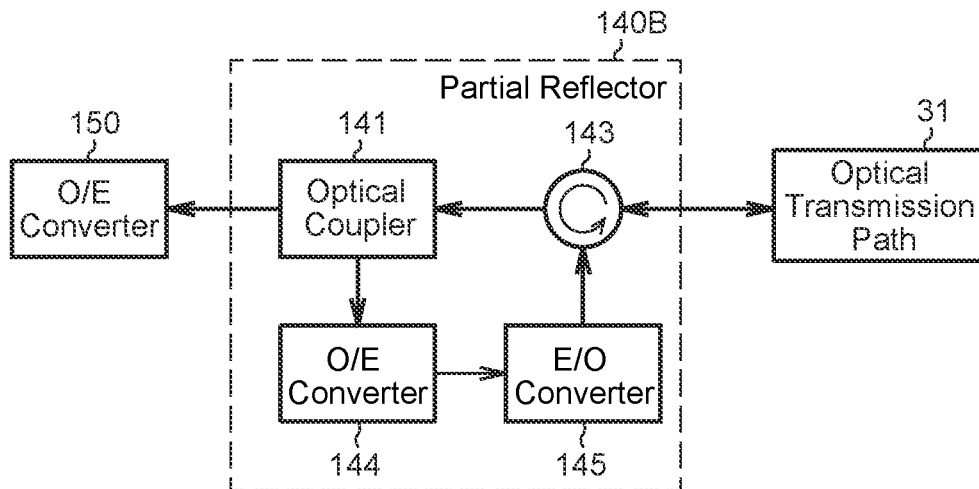 140B
Partial Reflector
150
141
143
31
O/E
Converter
Optical
Coupler
Optical
Transmission
Path
O/E
Converter
E/O
Converter
144
145